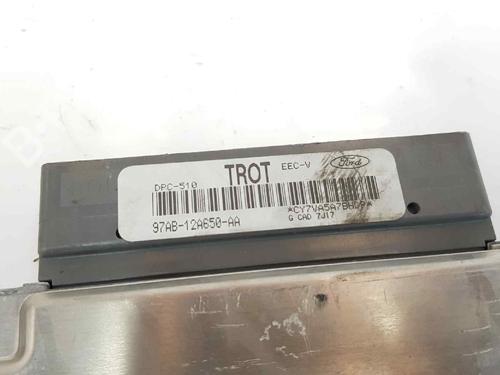 DPC-510 TROT EEC-V Ford
97AB-12A650-AA
G CAD 7J17